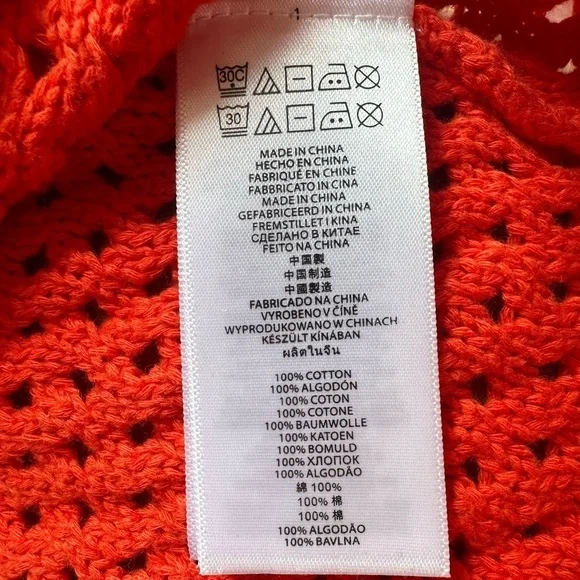 30C
30
MADE IN CHINA
HECHO EN CHINA
FABRIQUÉ EN CHINE
FABBRICATO IN CINA
MADE IN CHINA
GEFABRICEERD IN CHINA
FREMSTILLET I KINA
СДЕЛАНО В КИТАЕ
FEITO NA CHINA
中国製
中国制造
中國製造
FABRICADO NA CHINA
VYROBENO V ČÍNĚ
WYPRODUKOWANO W CHINACH
KÉSZÜLT KÍNÁBAN
ผลิตในจีน
100% COTTON
100% ALGODÓN
100% COTON
100% COTONE
100% BAUMWOLLE
100% KATOEN
100% BOMULD
100% ХЛОПОК
100% ALGODÃO
綿 100%
100% 棉
100% 棉
100% ALGODÃO
100% BAVLNA